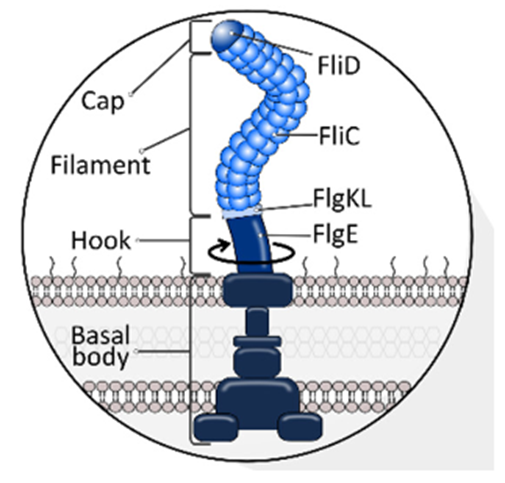 FliD
Cap
FliC
Filament
FlgKL
FlgE
Hook
Basal
body